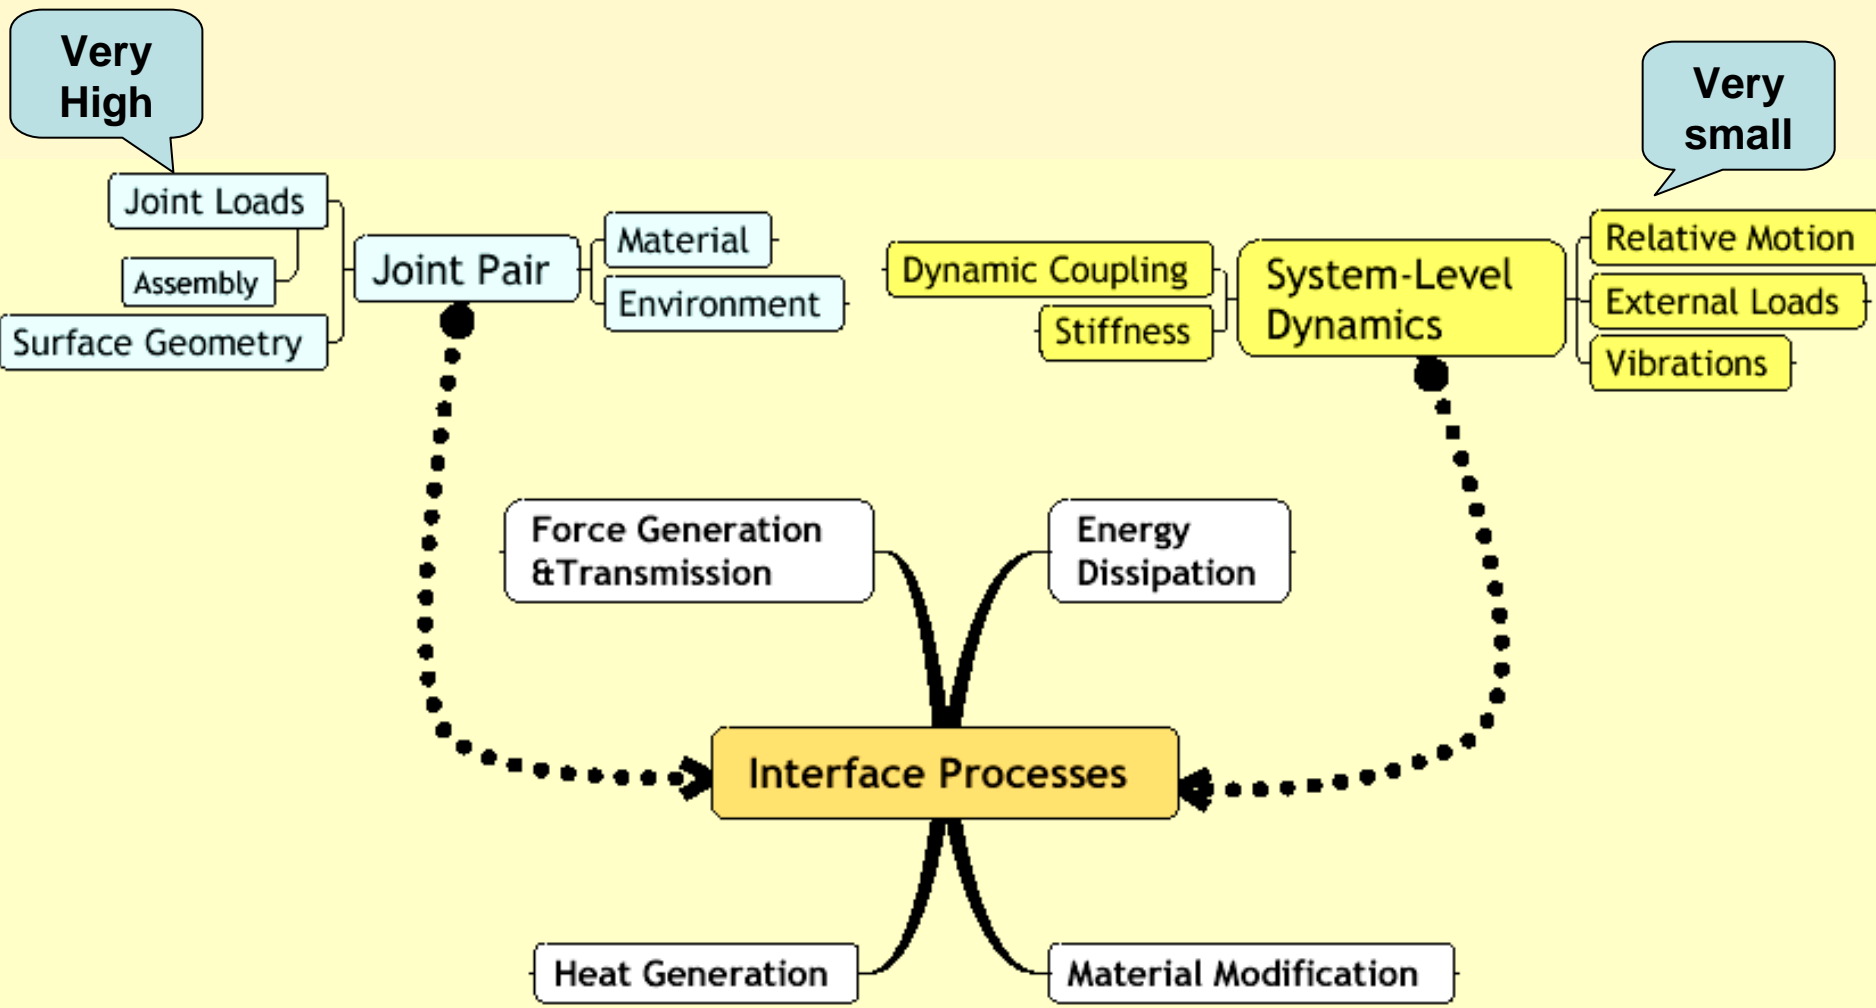 Very
High
Very
small
Joint Loads
Assembly
Surface Geometry
Joint Pair
Material
Environment
Dynamic Coupling
Stiffness
System-Level
Dynamics
Relative Motion
External Loads
Vibrations
Force Generation
&Transmission
Energy
Dissipation
Interface Processes
Heat Generation
Material Modification